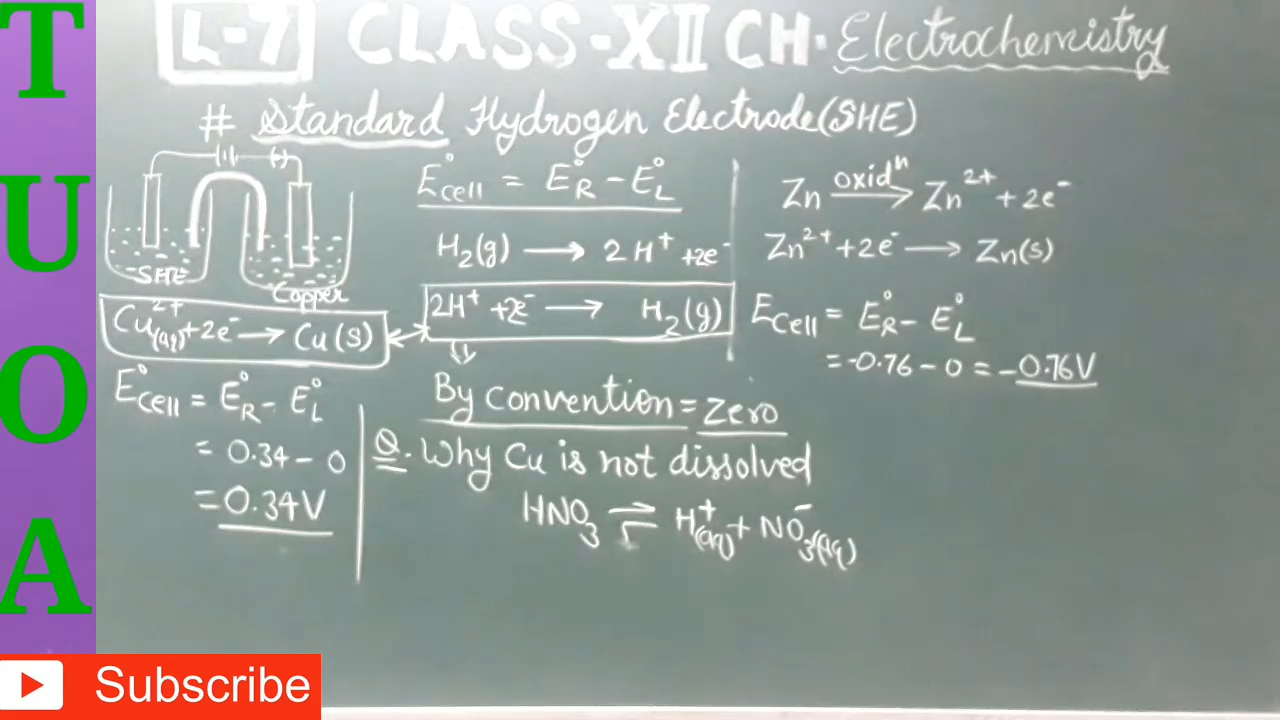 TUOA
L-7 CLASS-XII CH. Electrochemistry
# Standard Hydrogen Electrode (SHE)
SHE
Copper
Cu²⁺(aq) + 2e⁻ → Cu(s)
E°Cell = E°R - E°L
= 0.34 - 0
= 0.34V
E°Cell = E°R - E°L
H₂(g) → 2H⁺ + 2e⁻
2H⁺ + 2e⁻ → H₂(g)
By convention = Zero
Q. Why Cu is not dissolved
HNO₃ ⇌ H⁺(aq) + NO₃⁻(aq)
Zn oxidⁿ → Zn²⁺ + 2e⁻
Zn²⁺ + 2e⁻ → Zn(s)
ECell = E°R - E°L
= -0.76 - 0 = -0.76V
Subscribe